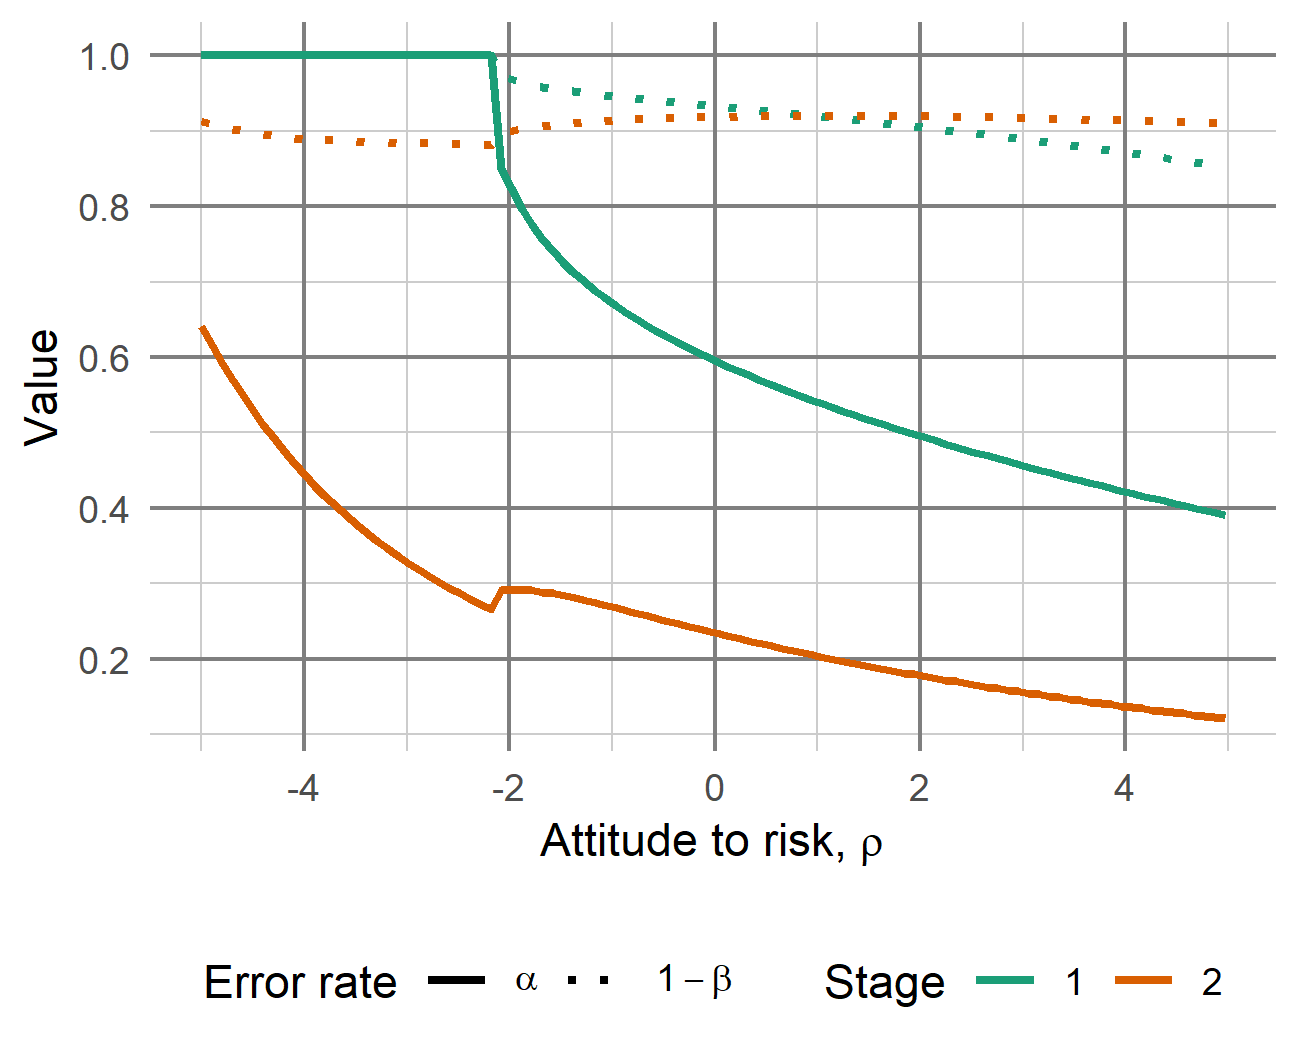 1.0
0.8
0.6
0.4
0.2
Value
-4 -2 0 2 4
Attitude to risk, ρ
Error rate α 1 − β Stage 1 2